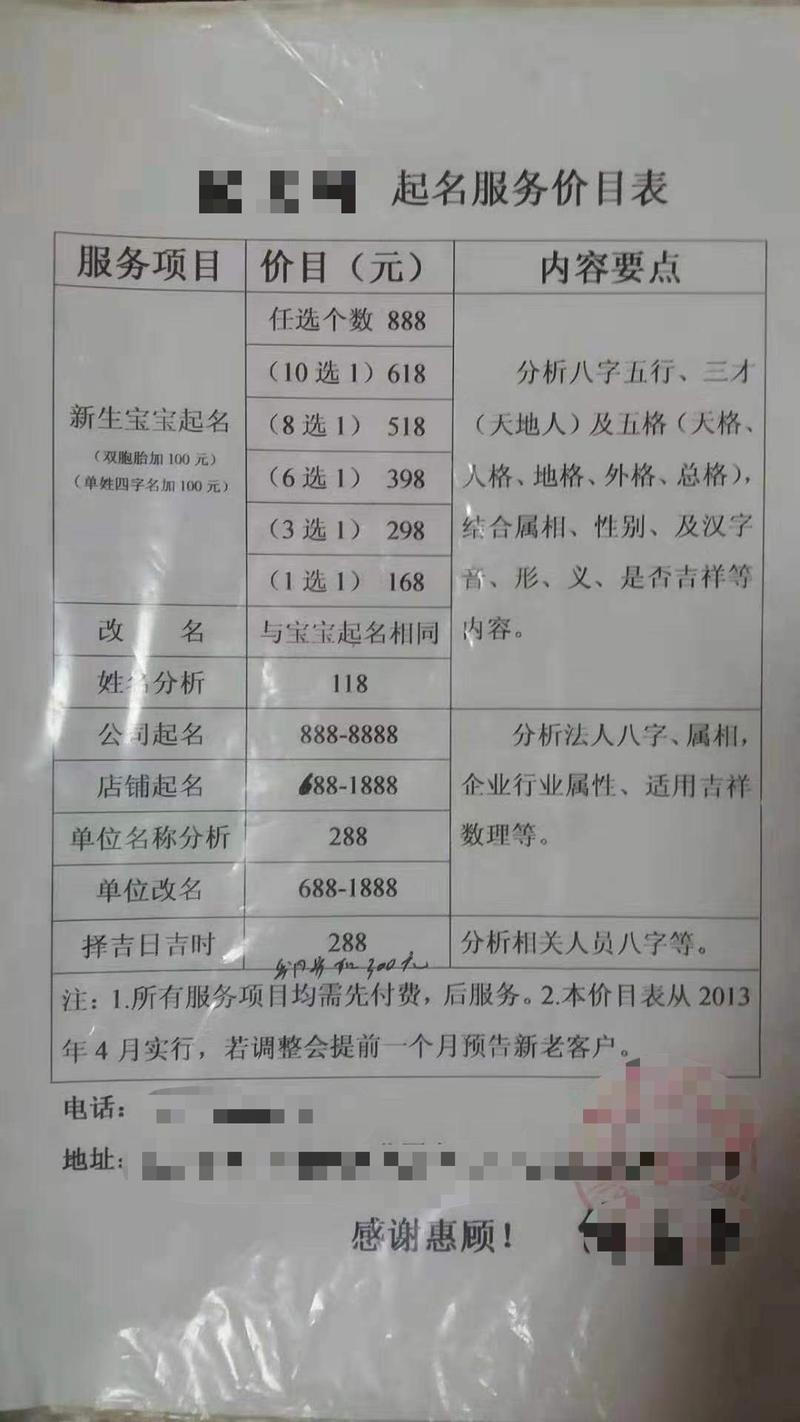 起名服务价目表
服务项目 价目（元） 内容要点
新生宝宝起名
（双胞胎加100元）
（单姓四字名加100元）
任选个数 888
（10选1）618
（8选1） 518
（6选1） 398
（3选1） 298
（1选1） 168
分析八字五行、三才
（天地人）及五格（天格、
人格、地格、外格、总格），
结合属相、性别、及汉字
音、形、义、是否吉祥等
内容。
改 名 与宝宝起名相同
姓名分析 118
公司起名 888-8888
店铺起名 688-1888
单位名称分析 288
单位改名 688-1888
分析法人八字、属相，
企业行业属性、适用吉祥
数理等。
择吉日吉时 288 分析相关人员八字等。
300元
注：1.所有服务项目均需先付费，后服务。2.本价目表从2013
年4月实行，若调整会提前一个月预告新老客户。
电话：
地址：
感谢惠顾！